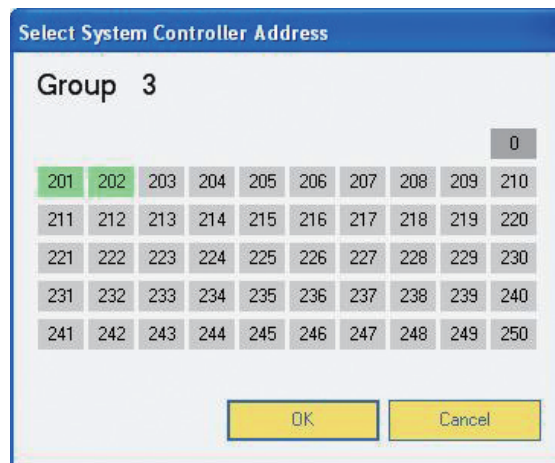 Select System Controller Address
Group 3
0
201 202 203 204 205 206 207 208 209 210
211 212 213 214 215 216 217 218 219 220
221 222 223 224 225 226 227 228 229 230
231 232 233 234 235 236 237 238 239 240
241 242 243 244 245 246 247 248 249 250
OK Cancel